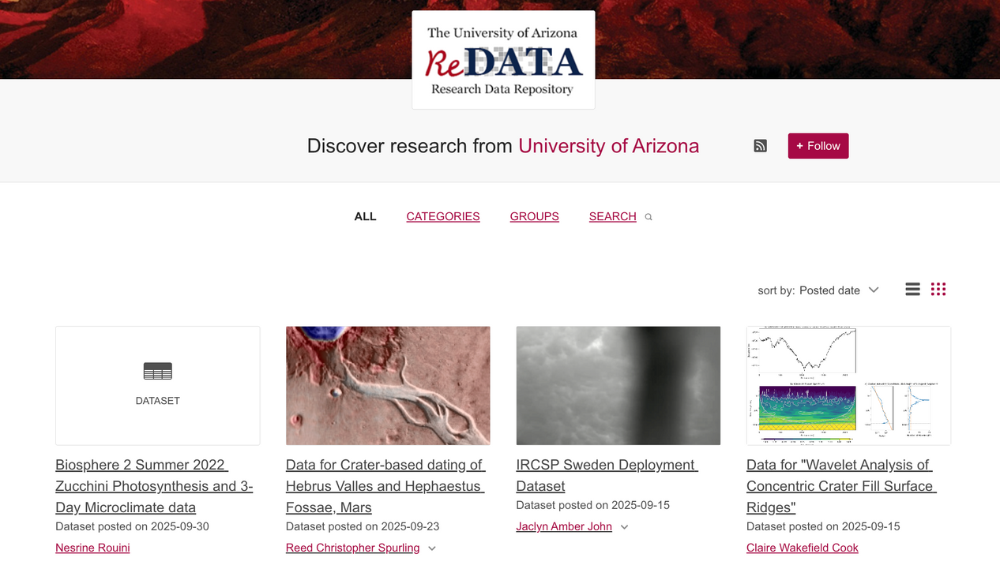 The University of Arizona
ReDATA
Research Data Repository
Discover research from University of Arizona
+ Follow
ALL
CATEGORIES
GROUPS
SEARCH
sort by: Posted date
DATASET
Biosphere 2 Summer 2022
Zucchini Photosynthesis and 3-
Day Microclimate data
Dataset posted on 2025-09-30
Nesrine Rouini
Data for Crater-based dating of
Hebrus Valles and Hephaestus
Fossae, Mars
Dataset posted on 2025-09-23
Reed Christopher Spurling
IRCSP Sweden Deployment
Dataset
Dataset posted on 2025-09-15
Jaclyn Amber John
Data for "Wavelet Analysis of
Concentric Crater Fill Surface
Ridges"
Dataset posted on 2025-09-15
Claire Wakefield Cook